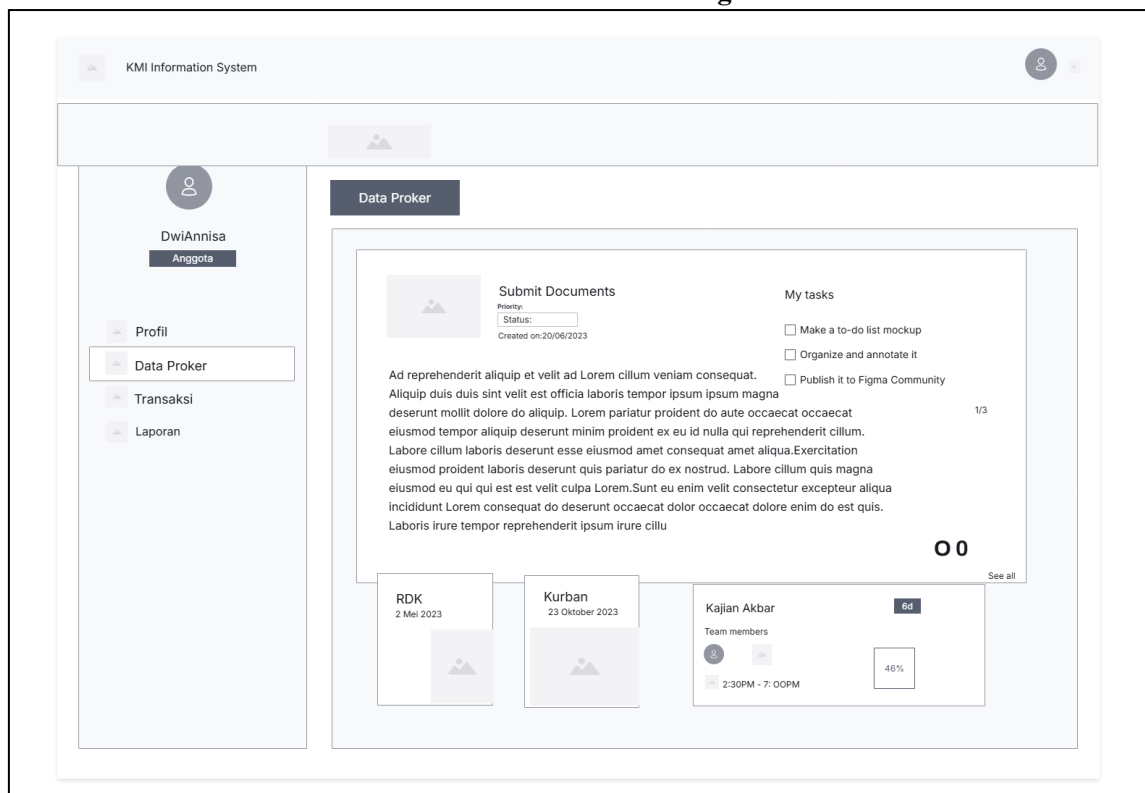 KMI Information System
DwiAnnisa
Anggota
Profil
Data Proker
Transaksi
Laporan
Data Proker
Submit Documents
Priority:
Status:
Created on:20/06/2023
My tasks
Make a to-do list mockup
Organize and annotate it
Publish it to Figma Community
1/3
Ad reprehenderit aliquip et velit ad Lorem cillum veniam consequat.
Aliquip duis duis sint velit est officia laboris tempor ipsum ipsum magna
deserunt mollit dolore do aliquip. Lorem pariatur proident do aute occaecat occaecat
eiusmod tempor aliquip deserunt minim proident ex eu id nulla qui reprehenderit cillum.
Labore cillum laboris deserunt esse eiusmod amet consequat amet aliqua.Exercitation
eiusmod proident laboris deserunt quis pariatur do ex nostrud. Labore cillum quis magna
eiusmod eu qui qui est est velit culpa Lorem.Sunt eu enim velit consectetur excepteur aliqua
incididunt Lorem consequat do deserunt occaecat dolor occaecat dolore enim do est quis.
Laboris irure tempor reprehenderit ipsum irure cillu
O 0
See all
RDK
2 Mei 2023
Kurban
23 Oktober 2023
Kajian Akbar
6d
Team members
46%
2:30PM - 7: OOPM